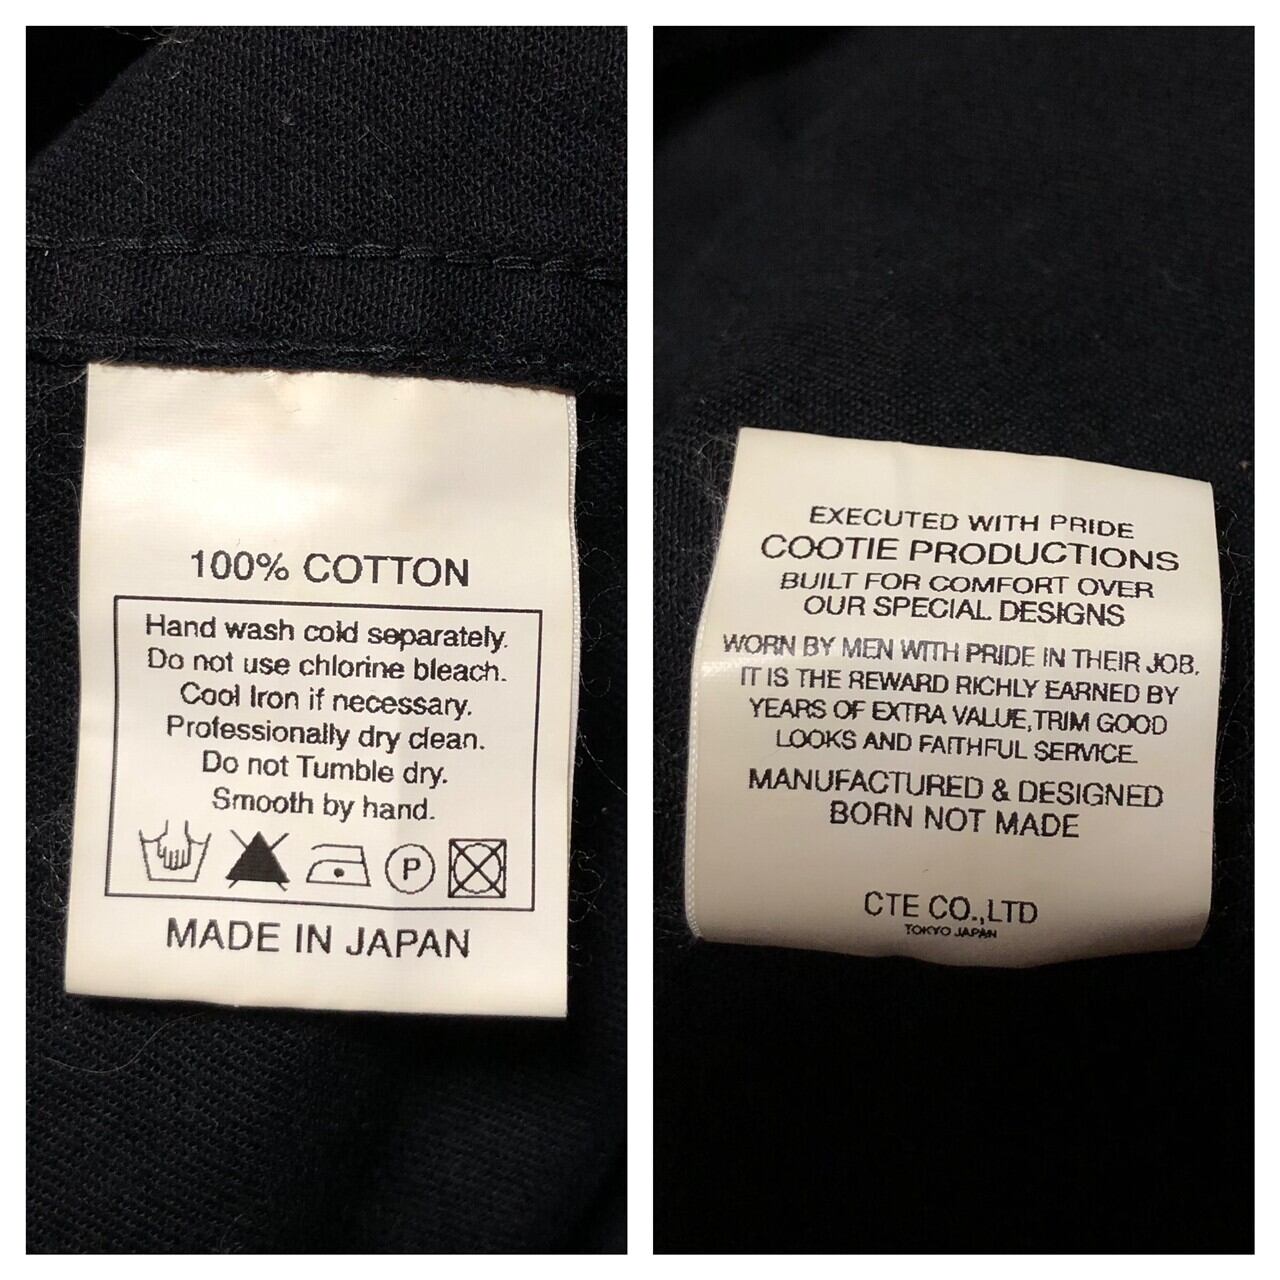 100% COTTON
Hand wash cold separately.
Do not use chlorine bleach.
Cool Iron if necessary.
Professionally dry clean.
Do not Tumble dry.
Smooth by hand.
P
MADE IN JAPAN
EXECUTED WITH PRIDE
COOTIE PRODUCTIONS
BUILT FOR COMFORT OVER
OUR SPECIAL DESIGNS
WORN BY MEN WITH PRIDE IN THEIR JOB.
IT IS THE REWARD RICHLY EARNED BY
YEARS OF EXTRA VALUE, TRIM GOOD
LOOKS AND FAITHFUL SERVICE.
MANUFACTURED & DESIGNED
BORN NOT MADE
CTE CO.,LTD
TOKYO JAPAN